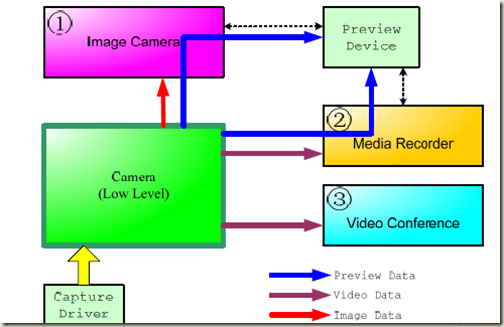 ①
Image Camera
Preview
Device
②
Media Recorder
Camera
(Low Level)
③
Video Conference
Capture
Driver
Preview Data
Video Data
Image Data